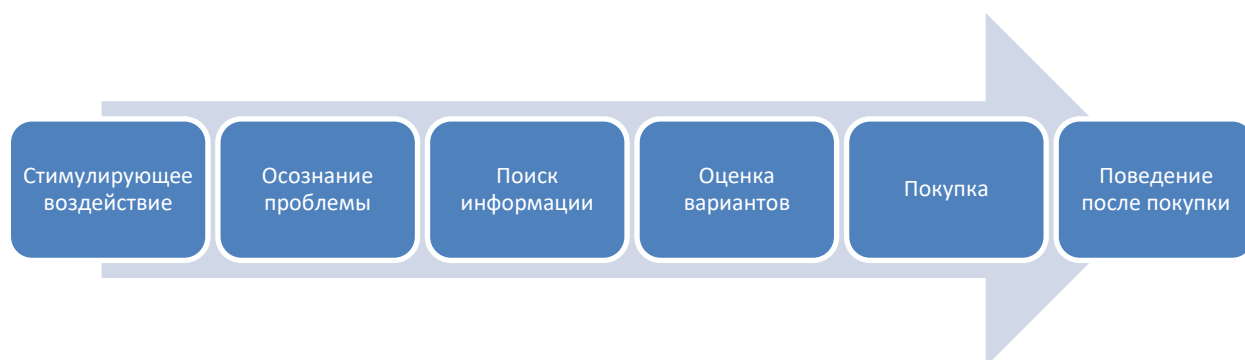 Стимулирующее
воздействие
Осознание
проблемы
Поиск
информации
Оценка
вариантов
Покупка
Поведение
после покупки